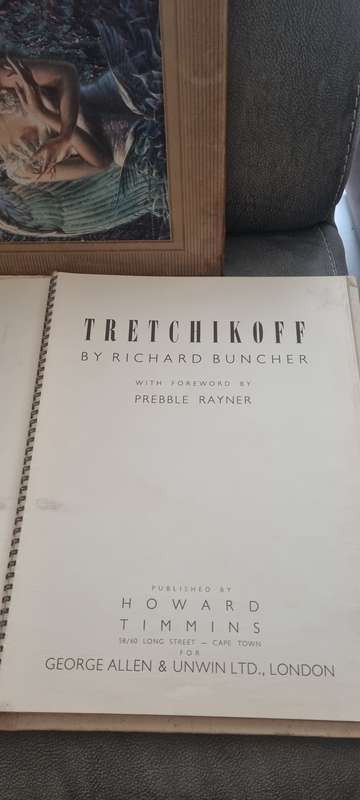 TRETCHIKOFF
BY RICHARD BUNCHER
WITH FOREWORD BY
PREBBLE RAYNER
PUBLISHED BY
HOWARD
TIMMINS
58/60 LONG STREET — CAPE TOWN
FOR
GEORGE ALLEN & UNWIN LTD., LONDON